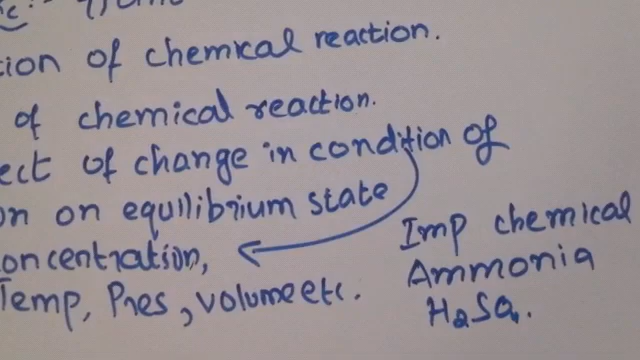 tion of chemical reaction.
of chemical reaction.
ect of change in condition of
on on equilibrium state
oncentration,
Temp, Pres, volume etc.
Imp chemical
Ammonia
H2SO4.